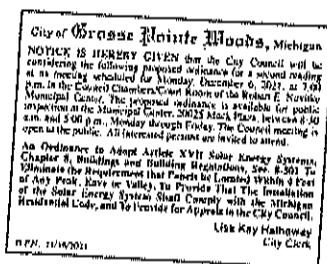 City of Grosse Pointe Woods, Michigan
NOTICE IS HEREBY GIVEN that the City Council will be
considering the following proposed ordinance for a second reading
at its meeting scheduled for Monday, December 6, 2021, at 7:00
p.m. in the Council Chambers/Court Room of the Robert E. Novitke
Municipal Center. The proposed ordinance is available for public
inspection at the Municipal Center, 20025 Mack Plaza, between 8:30
a.m. and 5:00 p.m., Monday through Friday. The Council meeting is
open to the public. All interested persons are invited to attend.
An Ordinance to Adopt Article XVII Solar Energy Systems,
Chapter 8, Buildings and Building Regulations, Sec. 8-501 To
Eliminate the Requirement that Panels be Located Within 3 Feet
of Any Peak, Eave or Valley, To Provide That The Installation
of the Solar Energy System Shall Comply with the Michigan
Residential Code, and To Provide for Appeals to the City Council.
Lisa Kay Hathaway
City Clerk
G.P.N. 11/18/2021